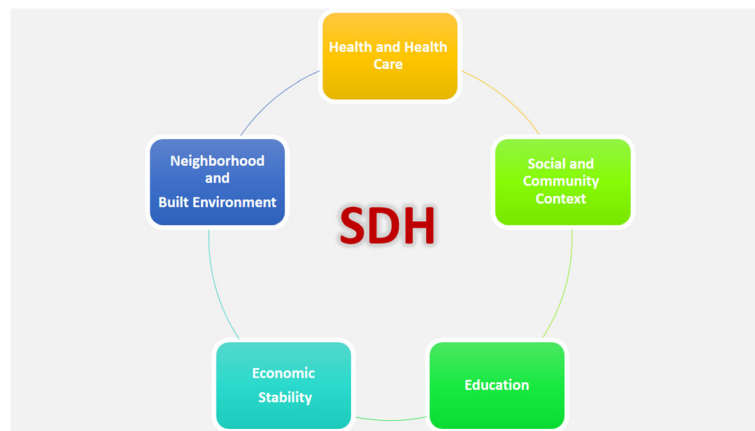 Health and Health
Care
Social and
Community
Context
Education
Economic
Stability
Neighborhood
and
Built Environment
SDH